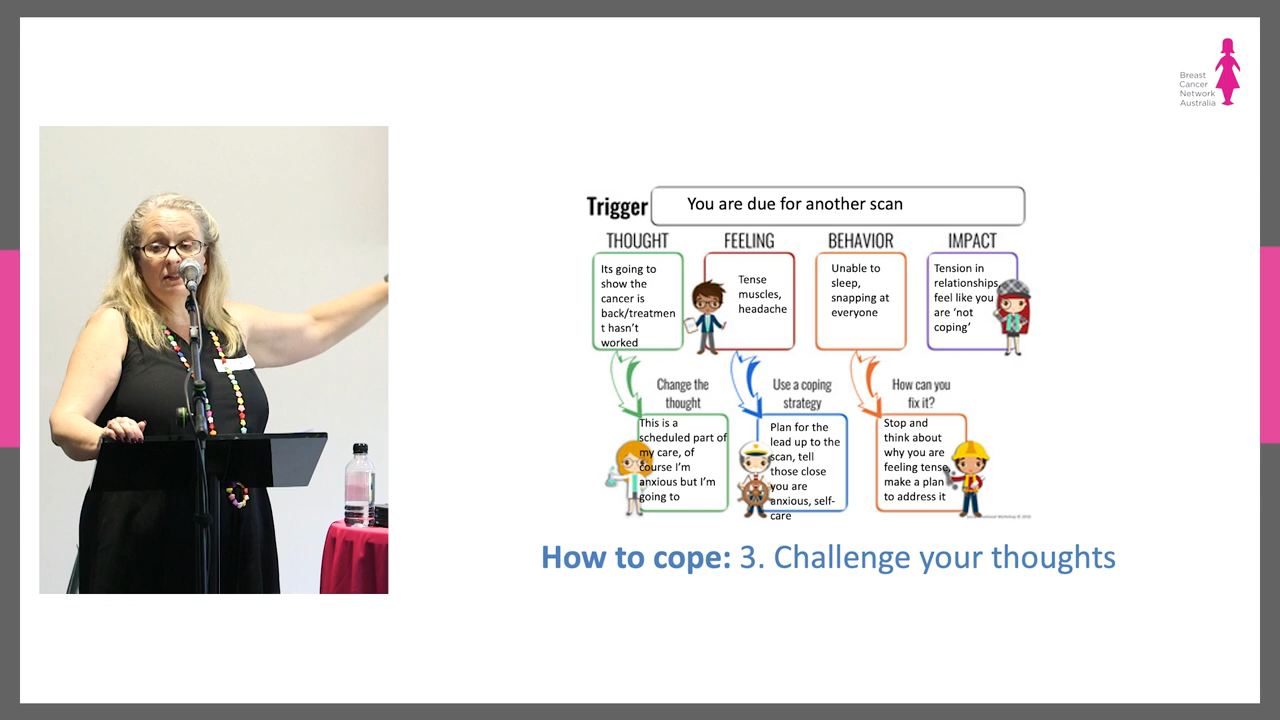 Breast
Cancer
Network
Australia
Trigger
You are due for another scan
THOUGHT
FEELING
BEHAVIOR
IMPACT
Its going to
show the
cancer is
back/treatmen
t hasn't
worked
Tense
muscles,
headache
Unable to
sleep,
snapping at
everyone
Tension in
relationships,
feel like you
are 'not
coping'
Change the
thought
Use a coping
strategy
How can you
fix it?
This is a
scheduled part of
my care, of
course I'm
anxious but I'm
going to
Plan for the
lead up to the
scan, tell
those close
you are
anxious, self-
care
Stop and
think about
why you are
feeling tense,
make a plan
to address it
How to cope: 3. Challenge your thoughts